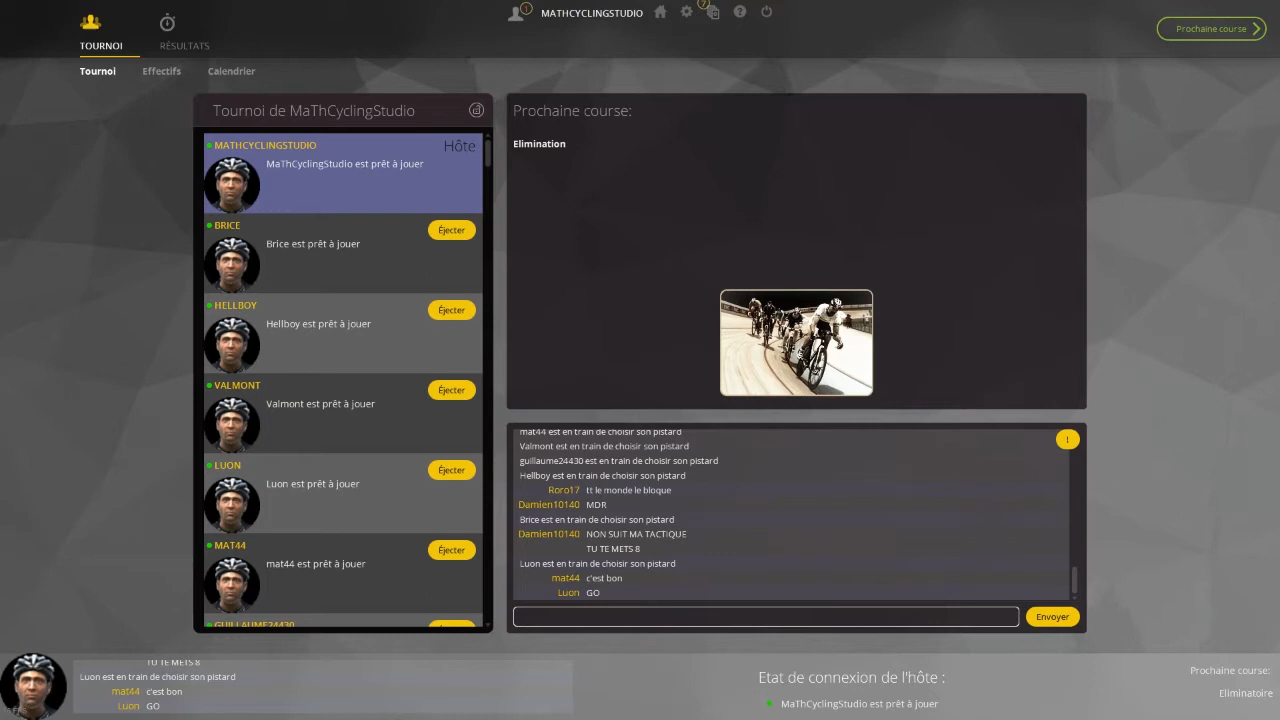 1
MATHCYCLINGSTUDIO
7
Prochaine course
TOURNOI
RÉSULTATS
Tournoi
Effectifs
Calendrier
Tournoi de MaThCyclingStudio
MATHCYCLINGSTUDIO
Hôte
MaThCyclingStudio est prêt à jouer
BRICE
Éjecter
Brice est prêt à jouer
HELLBOY
Éjecter
Hellboy est prêt à jouer
VALMONT
Éjecter
Valmont est prêt à jouer
LUON
Éjecter
Luon est prêt à jouer
MAT44
Éjecter
mat44 est prêt à jouer
GUILLAUME24430
Prochaine course:
Elimination
mat44 est en train de choisir son pistard
!
Valmont est en train de choisir son pistard
guillaume24430 est en train de choisir son pistard
Hellboy est en train de choisir son pistard
Roro17 tt le monde le bloque
Damien10140 MDR
Brice est en train de choisir son pistard
Damien10140 NON SUIT MA TACTIQUE
TU TE METS 8
Luon est en train de choisir son pistard
mat44 c'est bon
Luon GO
Envoyer
TU TE METS 8
Luon est en train de choisir son pistard
mat44 c'est bon
Luon GO
Etat de connexion de l'hôte :
MaThCyclingStudio est prêt à jouer
Prochaine course:
Eliminatoire